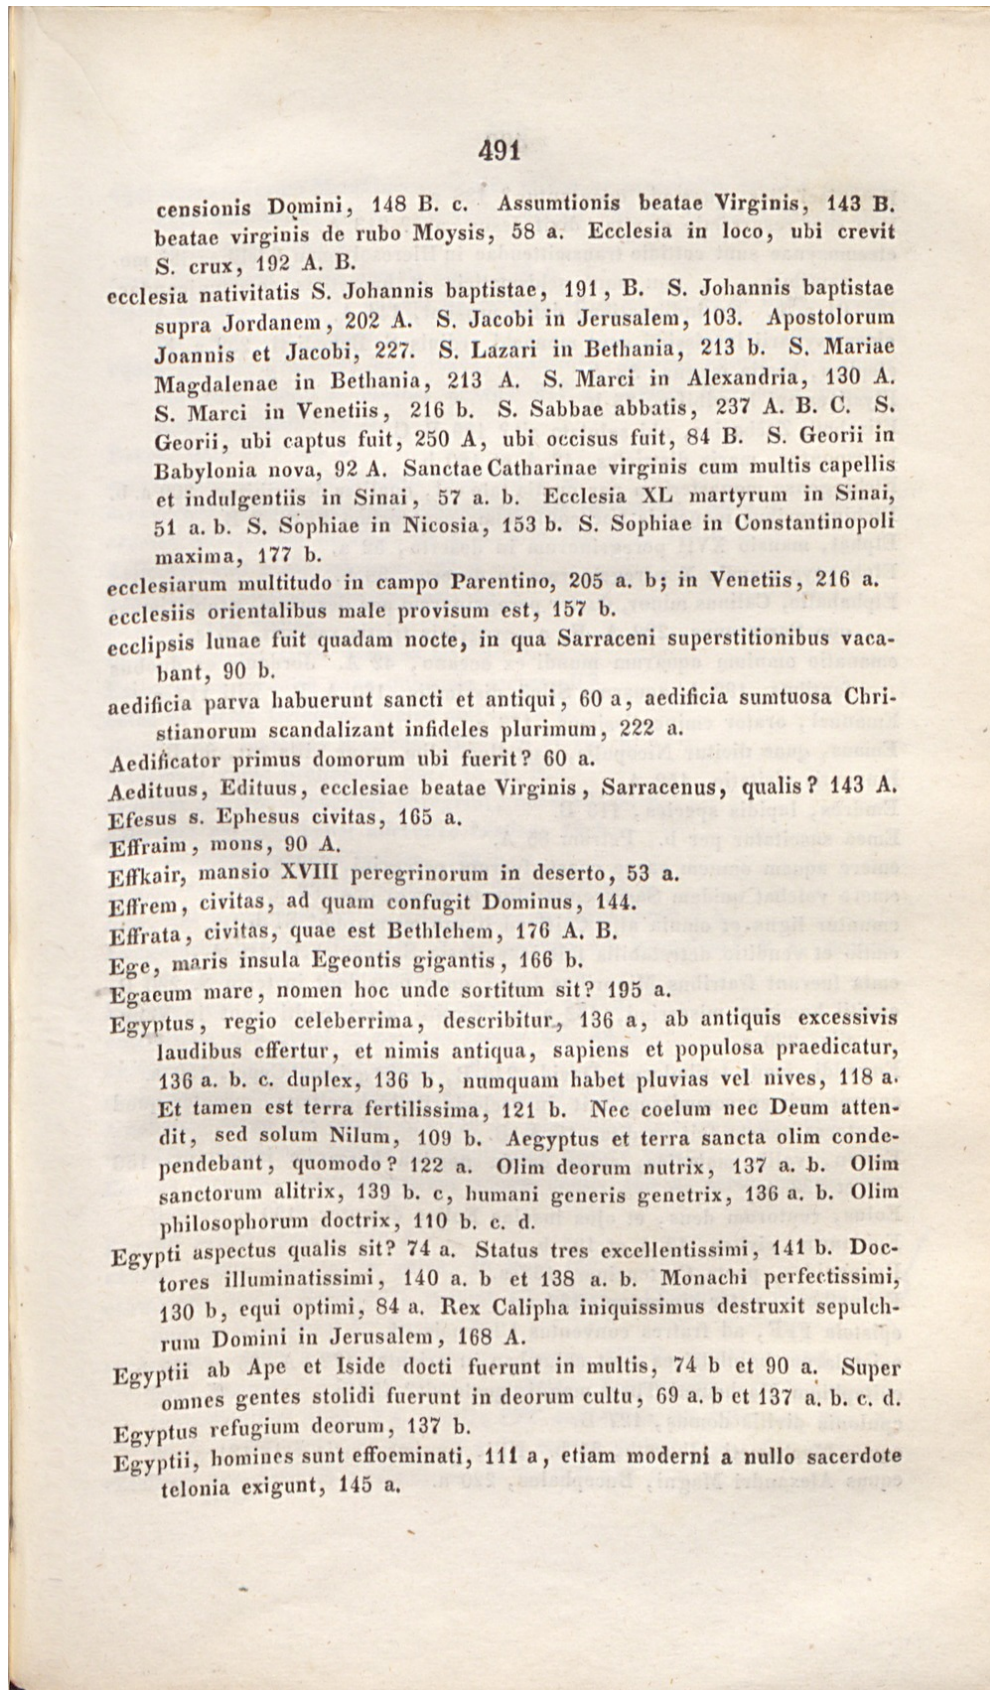 491
censionis Domini, 148 B. c. Assumtionis beatae Virginis, 143 B.
beatae virginis de rubo Moysis, 58 a. Ecclesia in loco, ubi crevit
S. crux, 192 A. B.
ecclesia nativitatis S. Johannis baptistae, 191, B. S. Johannis baptistae
supra Jordanem, 202 A. S. Jacobi in Jerusalem, 103. Apostolorum
Joannis et Jacobi, 227. S. Lazari in Bethania, 213 b. S. Mariae
Magdalenae in Bethania, 213 A. S. Marci in Alexandria, 130 A.
S. Marci in Venetiis, 216 b. S. Sabbae abbatis, 237 A. B. C. S.
Georii, ubi captus fuit, 250 A, ubi occisus fuit, 84 B. S. Georii in
Babylonia nova, 92 A. Sanctae Catharinae virginis cum multis capellis
et indulgentiis in Sinai, 57 a. b. Ecclesia XL martyrum in Sinai,
51 a. b. S. Sophiae in Nicosia, 153 b. S. Sophiae in Constantinopoli
maxima, 177 b.
ecclesiarum multitudo in campo Parentino, 205 a. b; in Venetiis, 216 a.
ecclesiis orientalibus male provisum est, 157 b.
ecclipsis lunae fuit quadam nocte, in qua Sarraceni superstitionibus vaca-
bant, 90 b.
aedificia parva habuerunt sancti et antiqui, 60 a, aedificia sumtuosa Chri-
stianorum scandalizant infideles plurimum, 222 a.
Aedificator primus domorum ubi fuerit? 60 a.
Aedituus, Edituus, ecclesiae beatae Virginis, Sarracenus, qualis? 143 A.
Efesus s. Ephesus civitas, 165 a.
Effraim, mons, 90 A.
Effkair, mansio XVIII peregrinorum in deserto, 53 a.
Effrem, civitas, ad quam confugit Dominus, 144.
Effrata, civitas, quae est Bethlehem, 176 A. B.
Ege, maris insula Egeontis gigantis, 166 b.
Egaeum mare, nomen hoc unde sortitum sit? 195 a.
Egyptus, regio celeberrima, describitur, 136 a, ab antiquis excessivis
laudibus effertur, et nimis antiqua, sapiens et populosa praedicatur,
136 a. b. c. duplex, 136 b, numquam habet pluvias vel nives, 118 a.
Et tamen est terra fertilissima, 121 b. Nec coelum nec Deum atten-
dit, sed solum Nilum, 109 b. Aegyptus et terra sancta olim conde-
pendebant, quomodo? 122 a. Olim deorum nutrix, 137 a. b. Olim
sanctorum alitrix, 139 b. c, humani generis genetrix, 136 a. b. Olim
philosophorum doctrix, 110 b. c. d.
Egypti aspectus qualis sit? 74 a. Status tres excellentissimi, 141 b. Doc-
tores illuminatissimi, 140 a. b et 138 a. b. Monachi perfectissimi,
130 b, equi optimi, 84 a. Rex Calipha iniquissimus destruxit sepulch-
rum Domini in Jerusalem, 168 A.
Egyptii ab Ape et Iside docti fuerunt in multis, 74 b et 90 a. Super
omnes gentes stolidi fuerunt in deorum cultu, 69 a. b et 137 a. b. c. d.
Egyptus refugium deorum, 137 b.
Egyptii, homines sunt effoeminati, 111 a, etiam moderni a nullo sacerdote
telonia exigunt, 145 a.